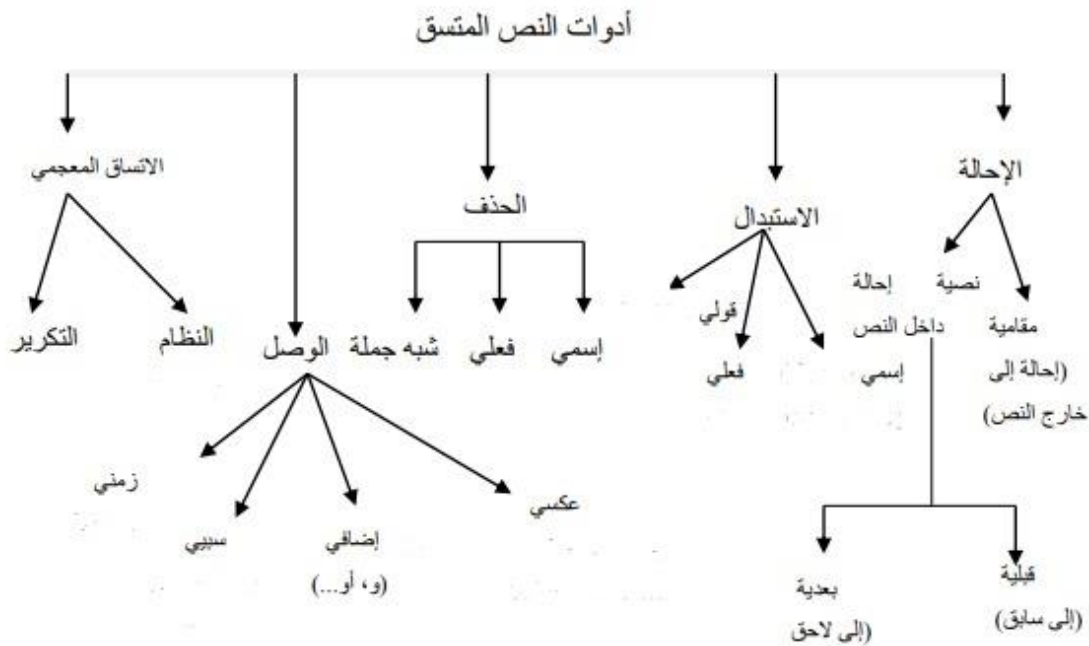 أدوات النص المتسق
الإحالة
الاستبدال
الحذف
الاتساق المعجمي
نصية
إحالة
داخل النص
مقامية
(إحالة إلى
خارج النص)
قبلية
(إلى سابق)
بعدية
(إلى لاحق)
قولي
فعلي
إسمي
إسمي
فعلي
شبه جملة
الوصل
عكسي
إضافي
(و، أو...)
سببي
زمني
النظام
التكرير